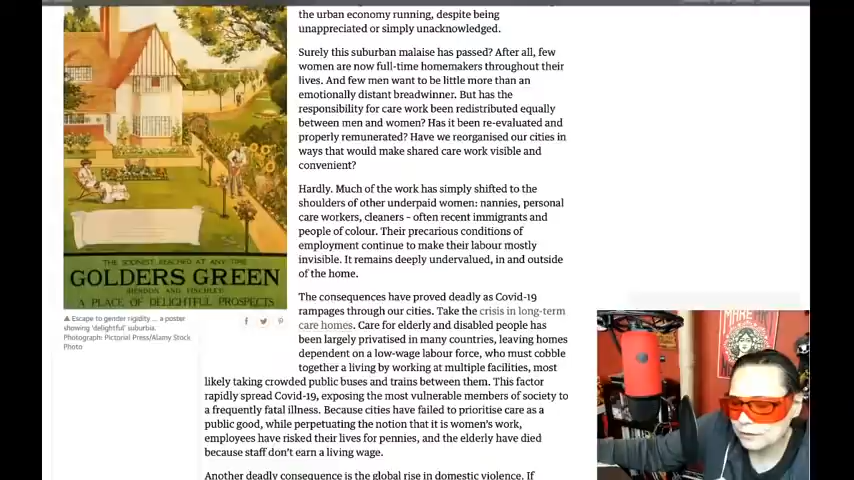 the urban economy running, despite being
unappreciated or simply unacknowledged.
Surely this suburban malaise has passed? After all, few
women are now full-time homemakers throughout their
lives. And few men want to be little more than an
emotionally distant breadwinner. But has the
responsibility for care work been redistributed equally
between men and women? Has it been re-evaluated and
properly remunerated? Have we reorganised our cities in
ways that would make shared care work visible and
convenient?
Hardly. Much of the work has simply shifted to the
shoulders of other underpaid women: nannies, personal
care workers, cleaners – often recent immigrants and
people of colour. Their precarious conditions of
employment continue to make their labour mostly
invisible. It remains deeply undervalued, in and outside
of the home.
THE SOONEST REACHED AT ANY TIME
GOLDERS GREEN
(HENDON AND FINCHLEY)
A PLACE OF DELIGHTFUL PROSPECTS
Escape to gender rigidity ... a poster
showing 'delightful' suburbia.
Photograph: Pictorial Press/Alamy Stock
Photo
The consequences have proved deadly as Covid-19
rampages through our cities. Take the crisis in long-term
care homes. Care for elderly and disabled people has
been largely privatised in many countries, leaving homes
dependent on a low-wage labour force, who must cobble
together a living by working at multiple facilities, most
likely taking crowded public buses and trains between them. This factor
rapidly spread Covid-19, exposing the most vulnerable members of society to
a frequently fatal illness. Because cities have failed to prioritise care as a
public good, while perpetuating the notion that it is women's work,
employees have risked their lives for pennies, and the elderly have died
because staff don't earn a living wage.
Another deadly consequence is the global rise in domestic violence. If
MAKE